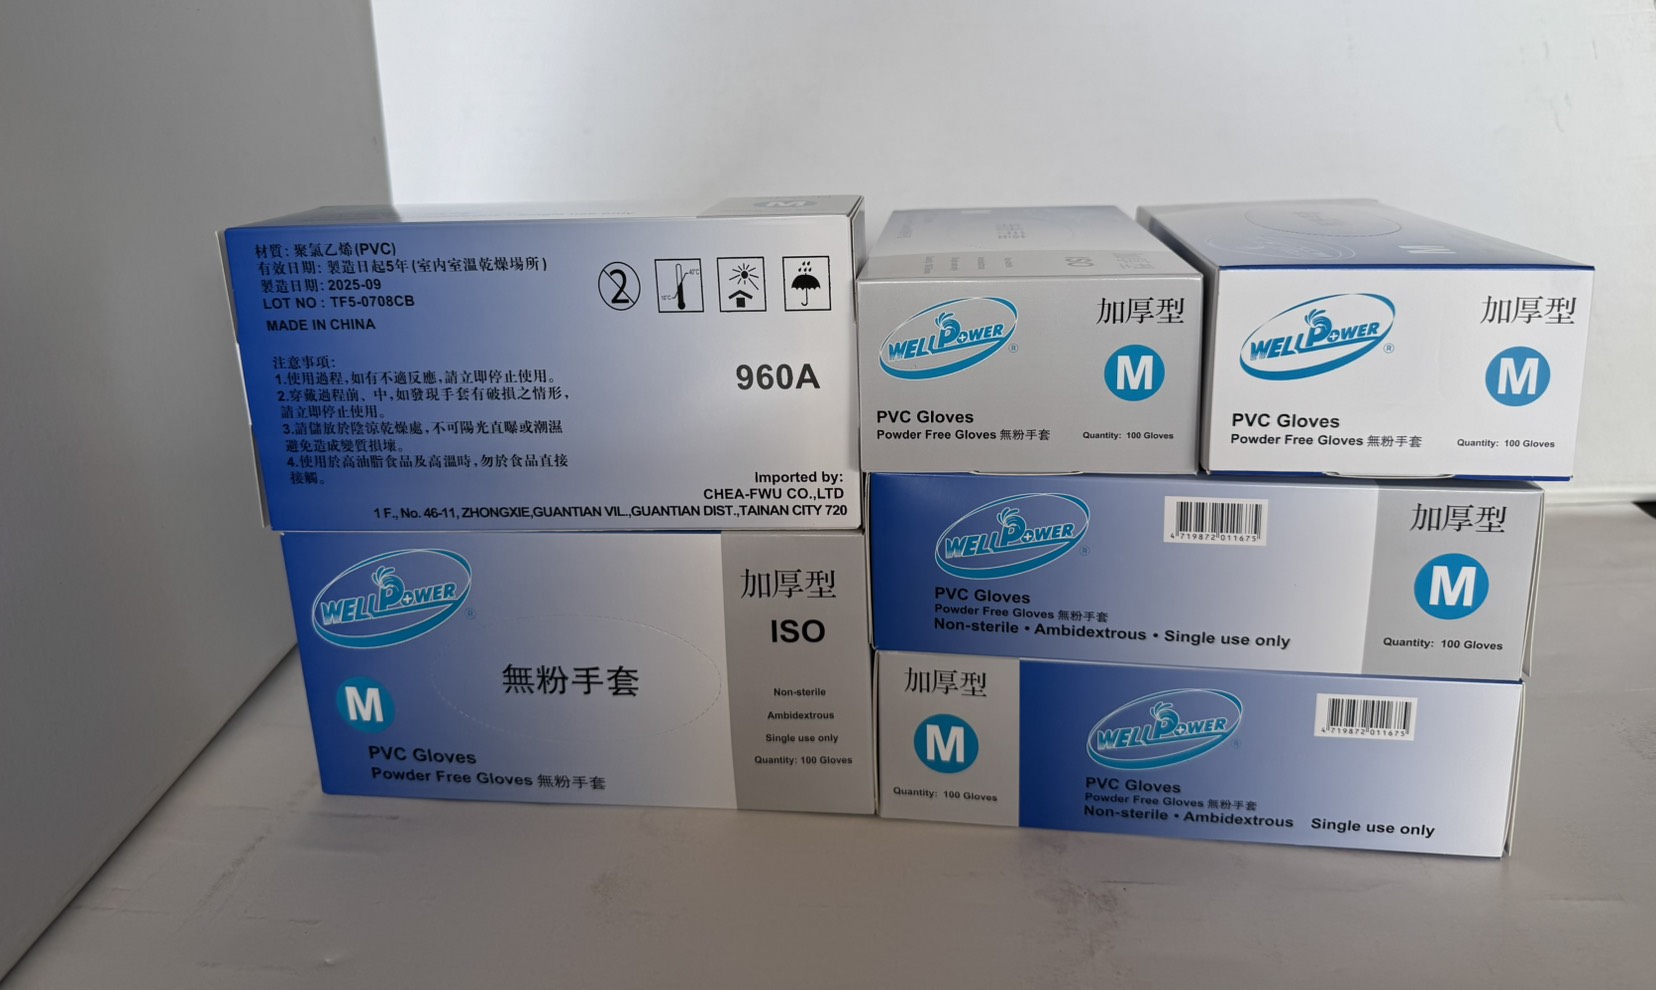 材質: 聚氯乙烯(PVC)
有效日期: 製造日起5年(室內室溫乾燥場所)
製造日期: 2025-09
LOT NO : TF5-0708CB
MADE IN CHINA
注意事項:
1.使用過程,如有不適反應,請立即停止使用。
2.穿戴過程前、中,如發現手套有破損之情形,
請立即停止使用。
3.請儲放於陰涼乾燥處,不可陽光直曝或潮濕
避免造成變質損壞。
4.使用於高油脂食品及高溫時,勿於食品直接
接觸。
2
960A
Imported by:
CHEA-FWU CO.,LTD
1 F., No. 46-11, ZHONGXIE,GUANTIAN VIL.,GUANTIAN DIST.,TAINAN CITY 720
M
WELLPOWER ®
加厚型
M
PVC Gloves
Powder Free Gloves 無粉手套
Quantity: 100 Gloves
ISO
WELLPOWER ®
加厚型
M
PVC Gloves
Powder Free Gloves 無粉手套
Quantity: 100 Gloves
M
WELLPOWER ®
M
無粉手套
PVC Gloves
Powder Free Gloves 無粉手套
加厚型
ISO
Non-sterile
Ambidextrous
Single use only
Quantity: 100 Gloves
WELLPOWER ®
4 719872 011675
加厚型
M
PVC Gloves
Powder Free Gloves 無粉手套
Non-sterile • Ambidextrous • Single use only
Quantity: 100 Gloves
加厚型
M
Quantity: 100 Gloves
WELLPOWER ®
4 719872 011675
PVC Gloves
Powder Free Gloves 無粉手套
Non-sterile • Ambidextrous Single use only